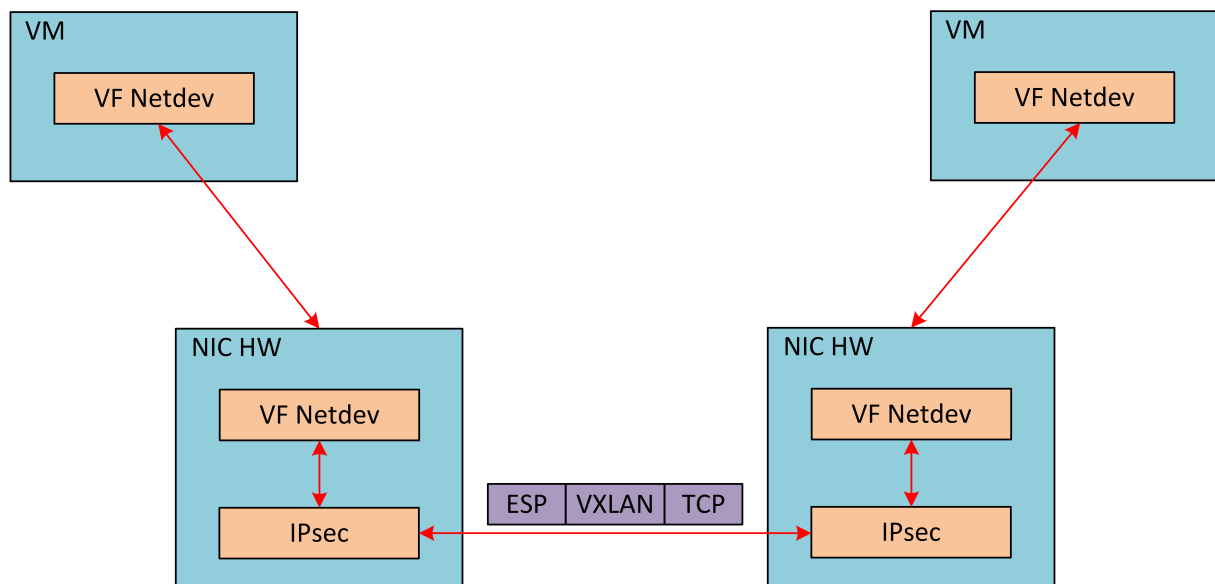 VM
VF Netdev
VM
VF Netdev
NIC HW
VF Netdev
IPsec
ESP VXLAN TCP
NIC HW
VF Netdev
IPsec